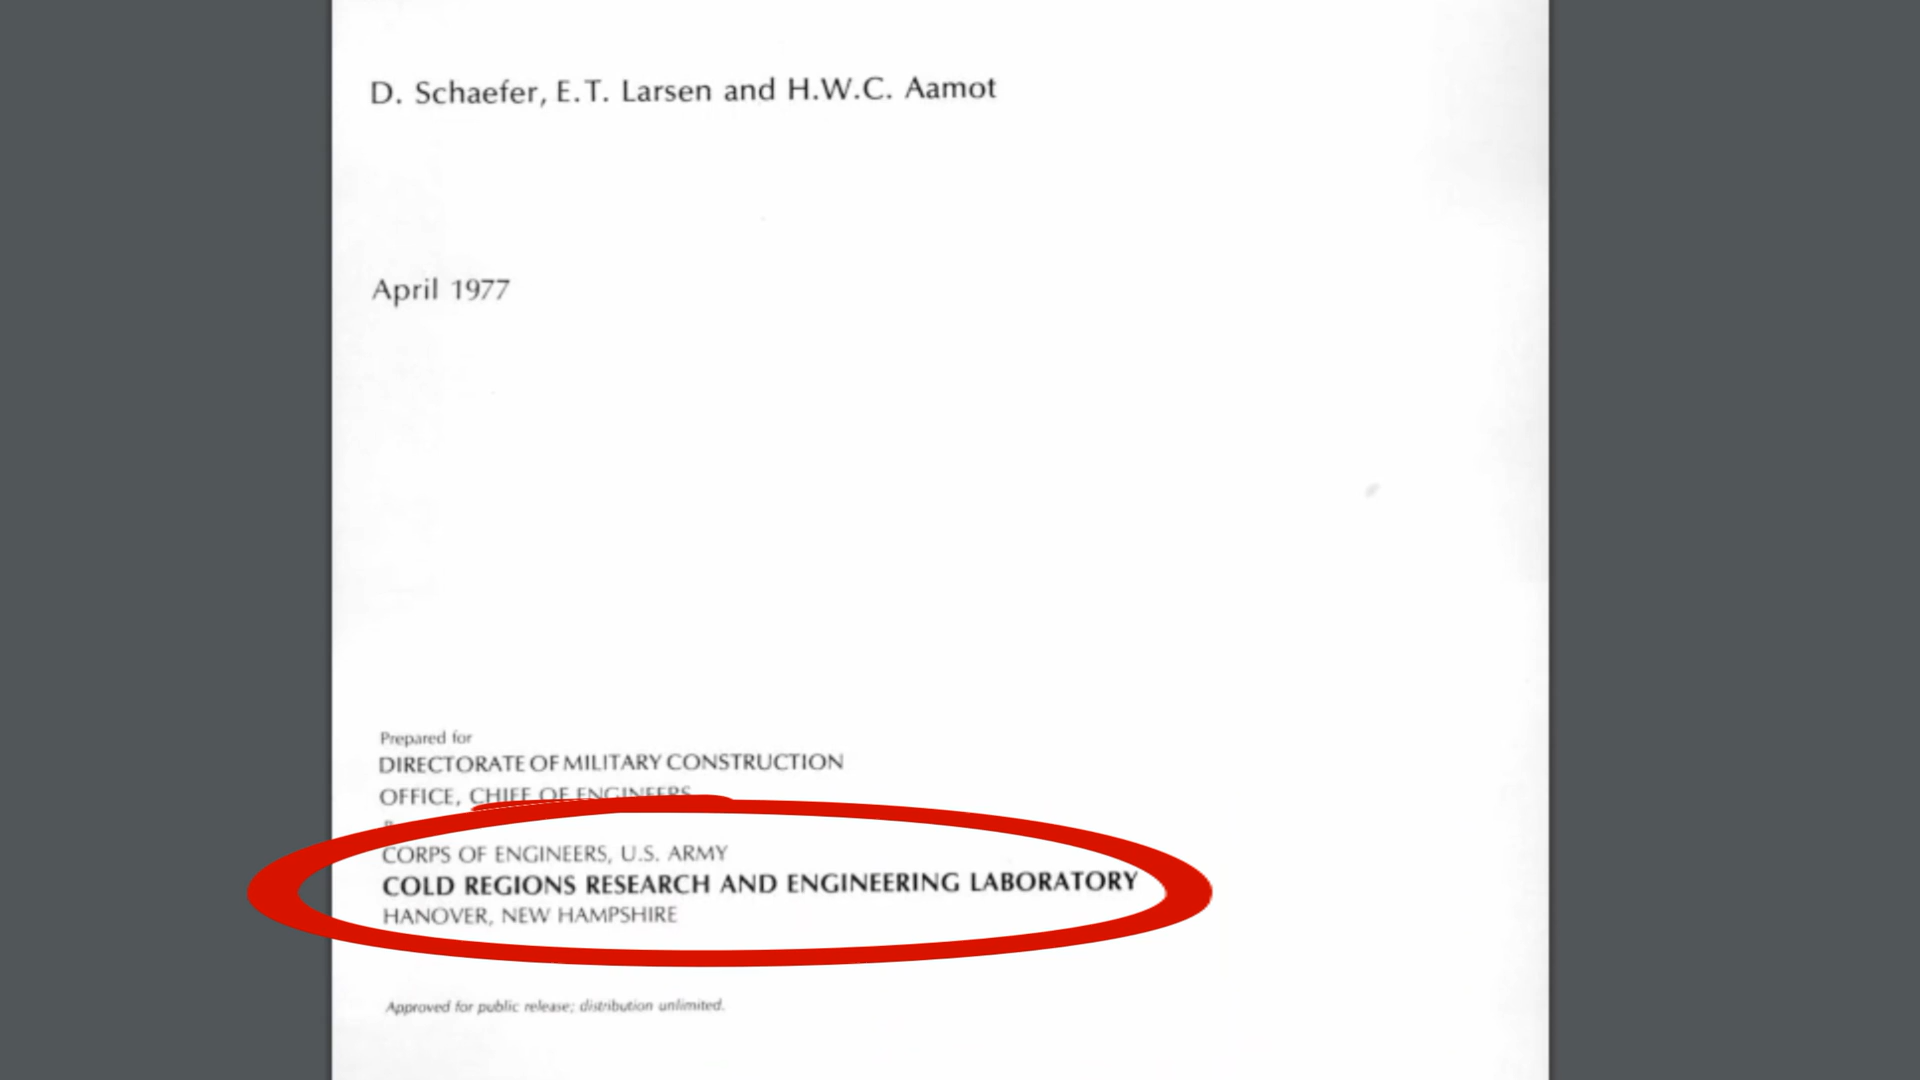 D. Schaefer, E.T. Larsen and H.W.C. Aamot
April 1977
Prepared for
DIRECTORATE OF MILITARY CONSTRUCTION
OFFICE, CHIEF OF ENGINEERS
CORPS OF ENGINEERS, U.S. ARMY
COLD REGIONS RESEARCH AND ENGINEERING LABORATORY
HANOVER, NEW HAMPSHIRE
Approved for public release; distribution unlimited.